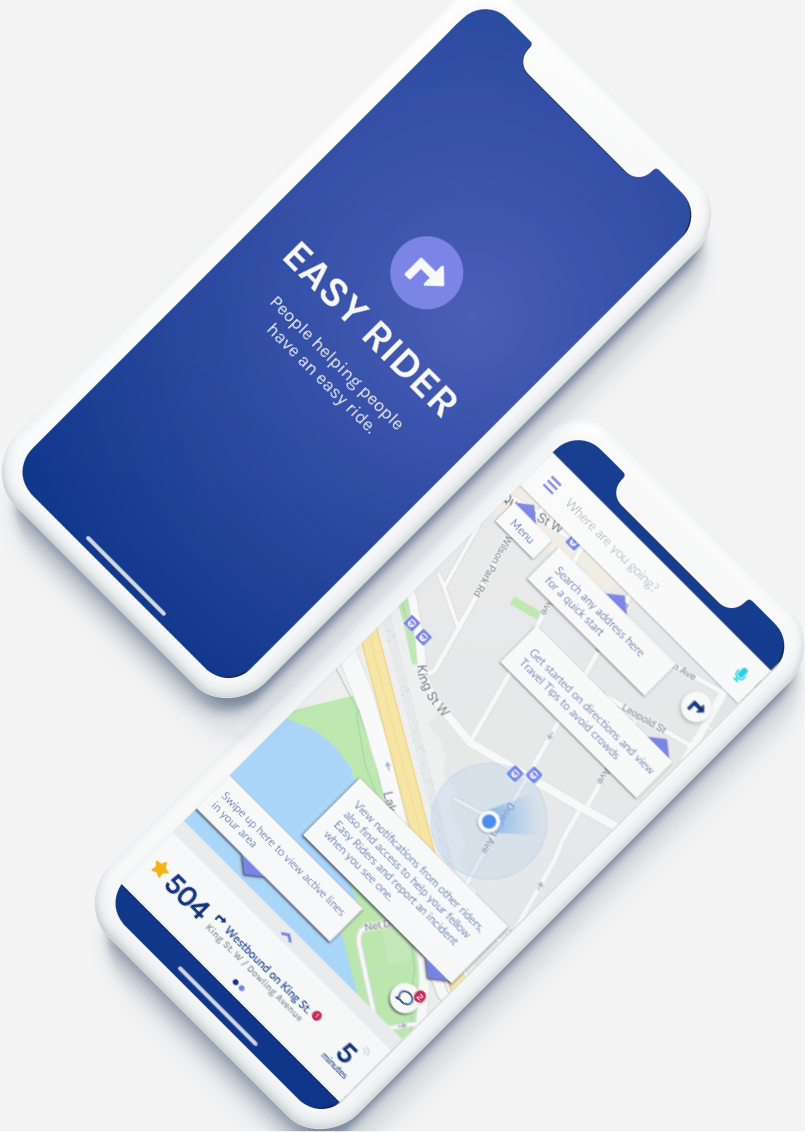 EASY RIDER
People helping people
have an easy ride.
Where are you going?
St W
Menu
Search any address here
for a quick start
Wilson Park Rd
Ave
Ave
Get started on directions and view
Travel Tips to avoid crowds
Leopold St
King St W
Ave
View notifications from other riders,
also find access to help your fellow
Easy Riders and report an incident
when you see one.
Swipe up here to view active lines
in your area
504
Westbound on King St.
King St. W / Dowling Avenue
5
minutes
2